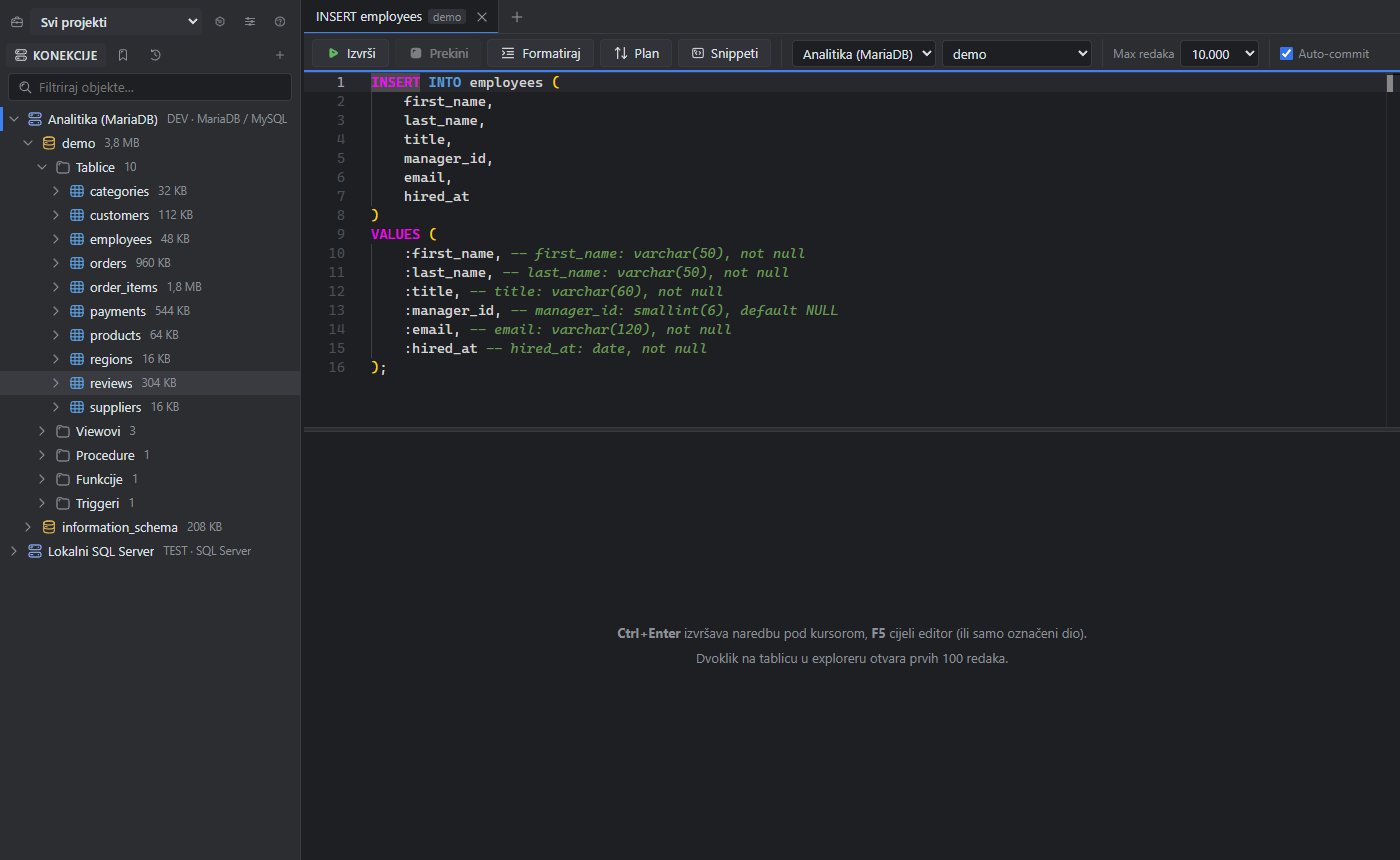 Svi projekti
KONEKCIJE
Filtriraj objekte...
Analitika (MariaDB) DEV · MariaDB / MySQL
demo 3,8 MB
Tablice 10
categories 32 KB
customers 112 KB
employees 48 KB
orders 960 KB
order_items 1,8 MB
payments 544 KB
products 64 KB
regions 16 KB
reviews 304 KB
suppliers 16 KB
Viewovi 3
Procedure 1
Funkcije 1
Triggeri 1
information_schema 208 KB
Lokalni SQL Server TEST · SQL Server
INSERT employees demo
Izvrši Prekini Formatiraj Plan Snippeti Analitika (MariaDB) demo Max redaka 10.000 Auto-commit
1 INSERT INTO employees (
2 first_name,
3 last_name,
4 title,
5 manager_id,
6 email,
7 hired_at
8 )
9 VALUES (
10 :first_name, -- first_name: varchar(50), not null
11 :last_name, -- last_name: varchar(50), not null
12 :title, -- title: varchar(60), not null
13 :manager_id, -- manager_id: smallint(6), default NULL
14 :email, -- email: varchar(120), not null
15 :hired_at -- hired_at: date, not null
16 );
Ctrl+Enter izvršava naredbu pod kursorom, F5 cijeli editor (ili samo označeni dio).
Dvoklik na tablicu u exploreru otvara prvih 100 redaka.